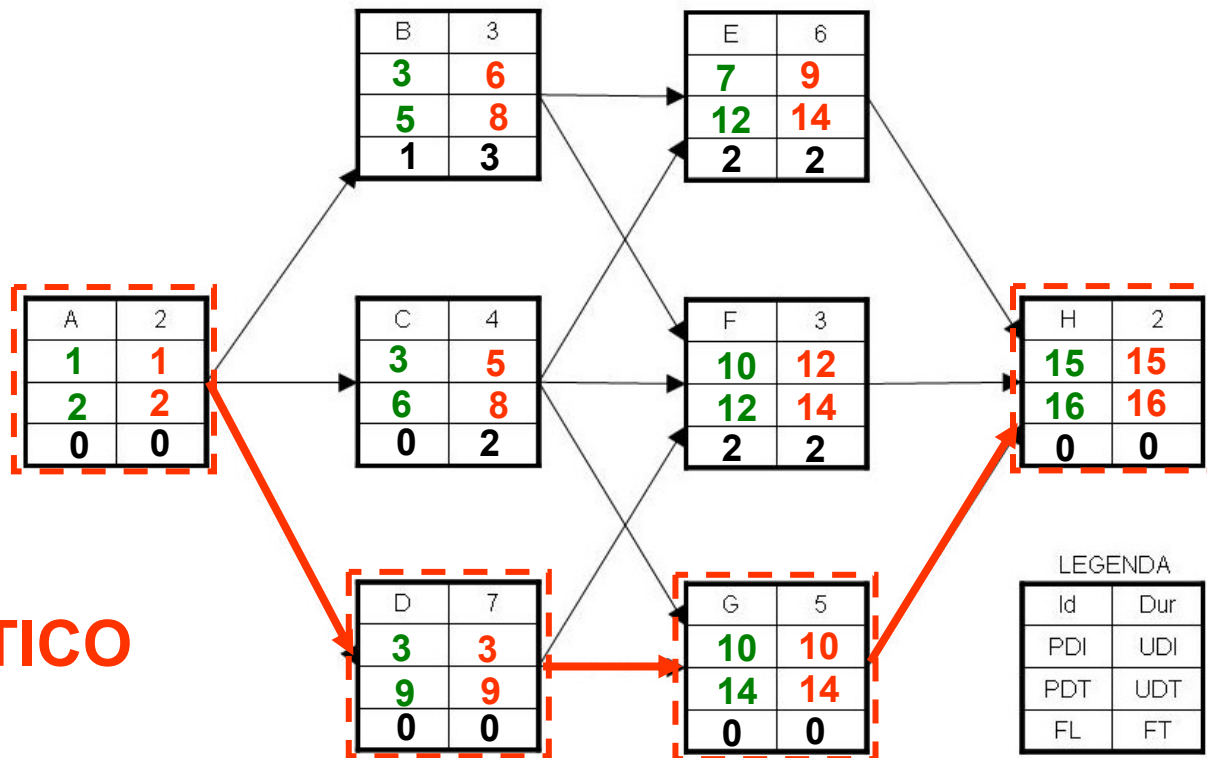 B 3
3 6
5 8
1 3
E 6
7 9
12 14
2 2
A 2
1 1
2 2
0 0
C 4
3 5
6 8
0 2
F 3
10 12
12 14
2 2
H 2
15 15
16 16
0 0
TICO
D 7
3 3
9 9
0 0
G 5
10 10
14 14
0 0
LEGENDA
Id Dur
PDI UDI
PDT UDT
FL FT